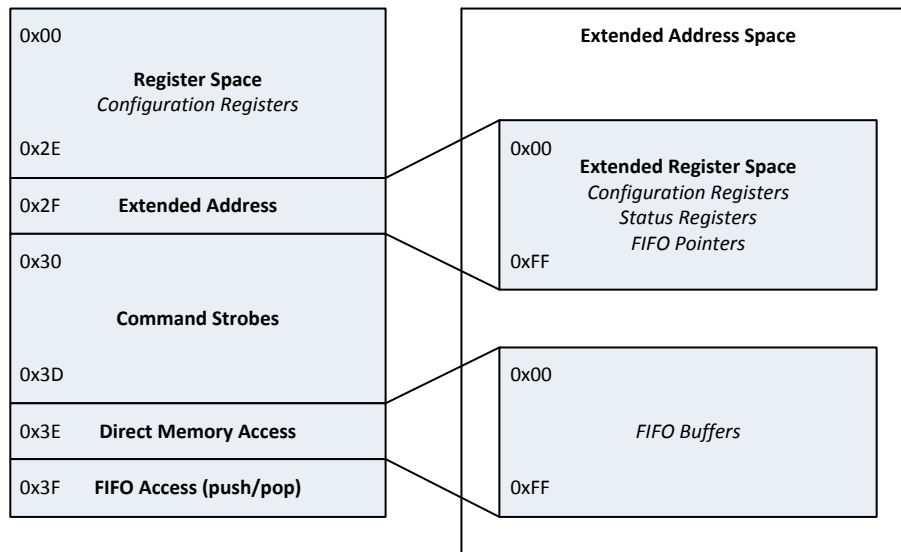 0x00
Register Space
Configuration Registers
0x2E
0x2F Extended Address
0x30
Command Strobes
0x3D
0x3E Direct Memory Access
0x3F FIFO Access (push/pop)
Extended Address Space
0x00
Extended Register Space
Configuration Registers
Status Registers
FIFO Pointers
0xFF
0x00
FIFO Buffers
0xFF